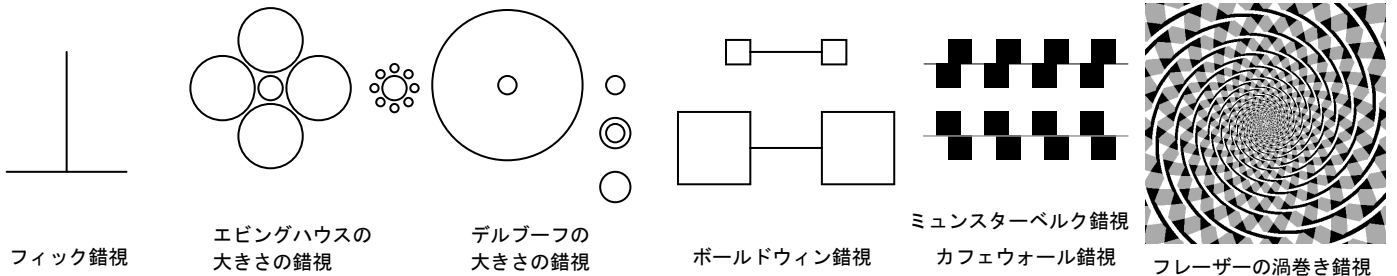 フィック錯視
エビングハウスの
大きさの錯視
デルブーフの
大きさの錯視
ボールドウィン錯視
ミュンスターベルク錯視
カフェウォール錯視
フレーザーの渦巻き錯視